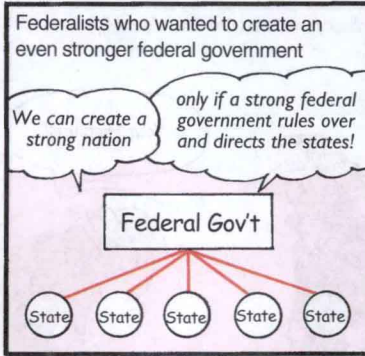 Federalists who wanted to create an
even stronger federal government
We can create a
strong nation
only if a strong federal
government rules over
and directs the states!
Federal Gov't
State
State
State
State
State